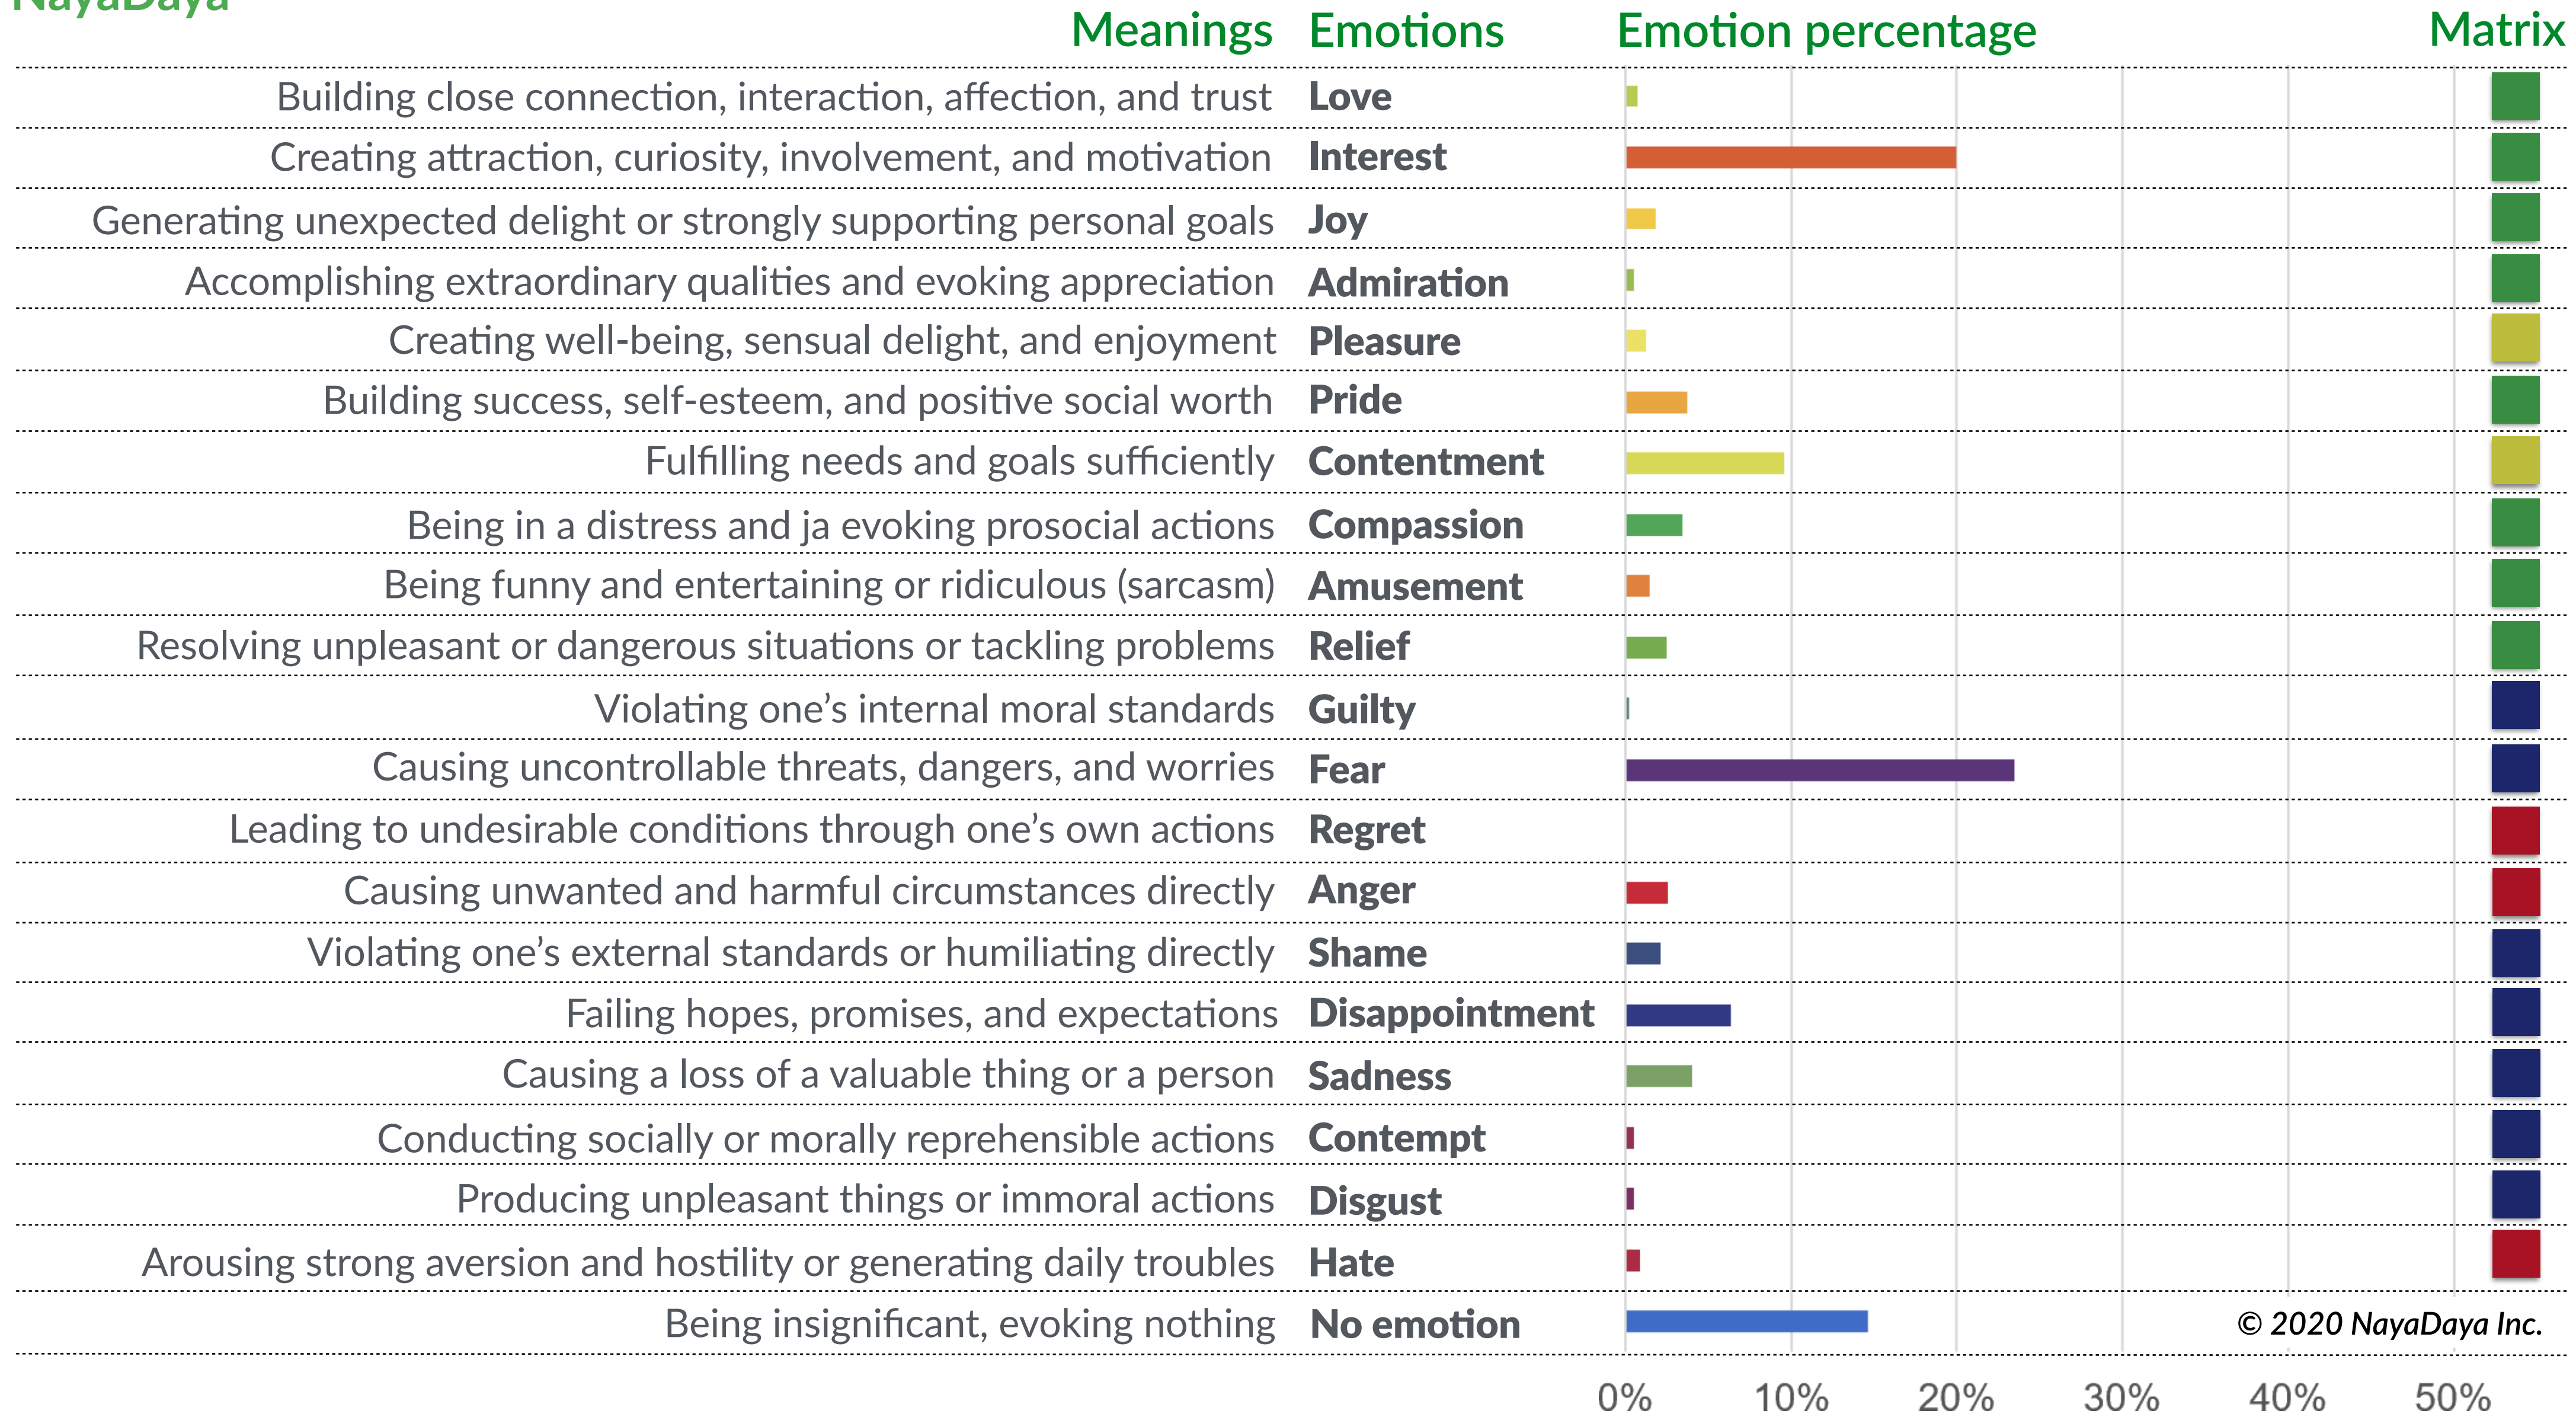 NayaDaya
Meanings Emotions Emotion percentage Matrix
Building close connection, interaction, affection, and trust Love
Creating attraction, curiosity, involvement, and motivation Interest
Generating unexpected delight or strongly supporting personal goals Joy
Accomplishing extraordinary qualities and evoking appreciation Admiration
Creating well-being, sensual delight, and enjoyment Pleasure
Building success, self-esteem, and positive social worth Pride
Fulfilling needs and goals sufficiently Contentment
Being in a distress and ja evoking prosocial actions Compassion
Being funny and entertaining or ridiculous (sarcasm) Amusement
Resolving unpleasant or dangerous situations or tackling problems Relief
Violating one’s internal moral standards Guilty
Causing uncontrollable threats, dangers, and worries Fear
Leading to undesirable conditions through one’s own actions Regret
Causing unwanted and harmful circumstances directly Anger
Violating one’s external standards or humiliating directly Shame
Failing hopes, promises, and expectations Disappointment
Causing a loss of a valuable thing or a person Sadness
Conducting socially or morally reprehensible actions Contempt
Producing unpleasant things or immoral actions Disgust
Arousing strong aversion and hostility or generating daily troubles Hate
Being insignificant, evoking nothing No emotion © 2020 NayaDaya Inc.
0% 10% 20% 30% 40% 50%